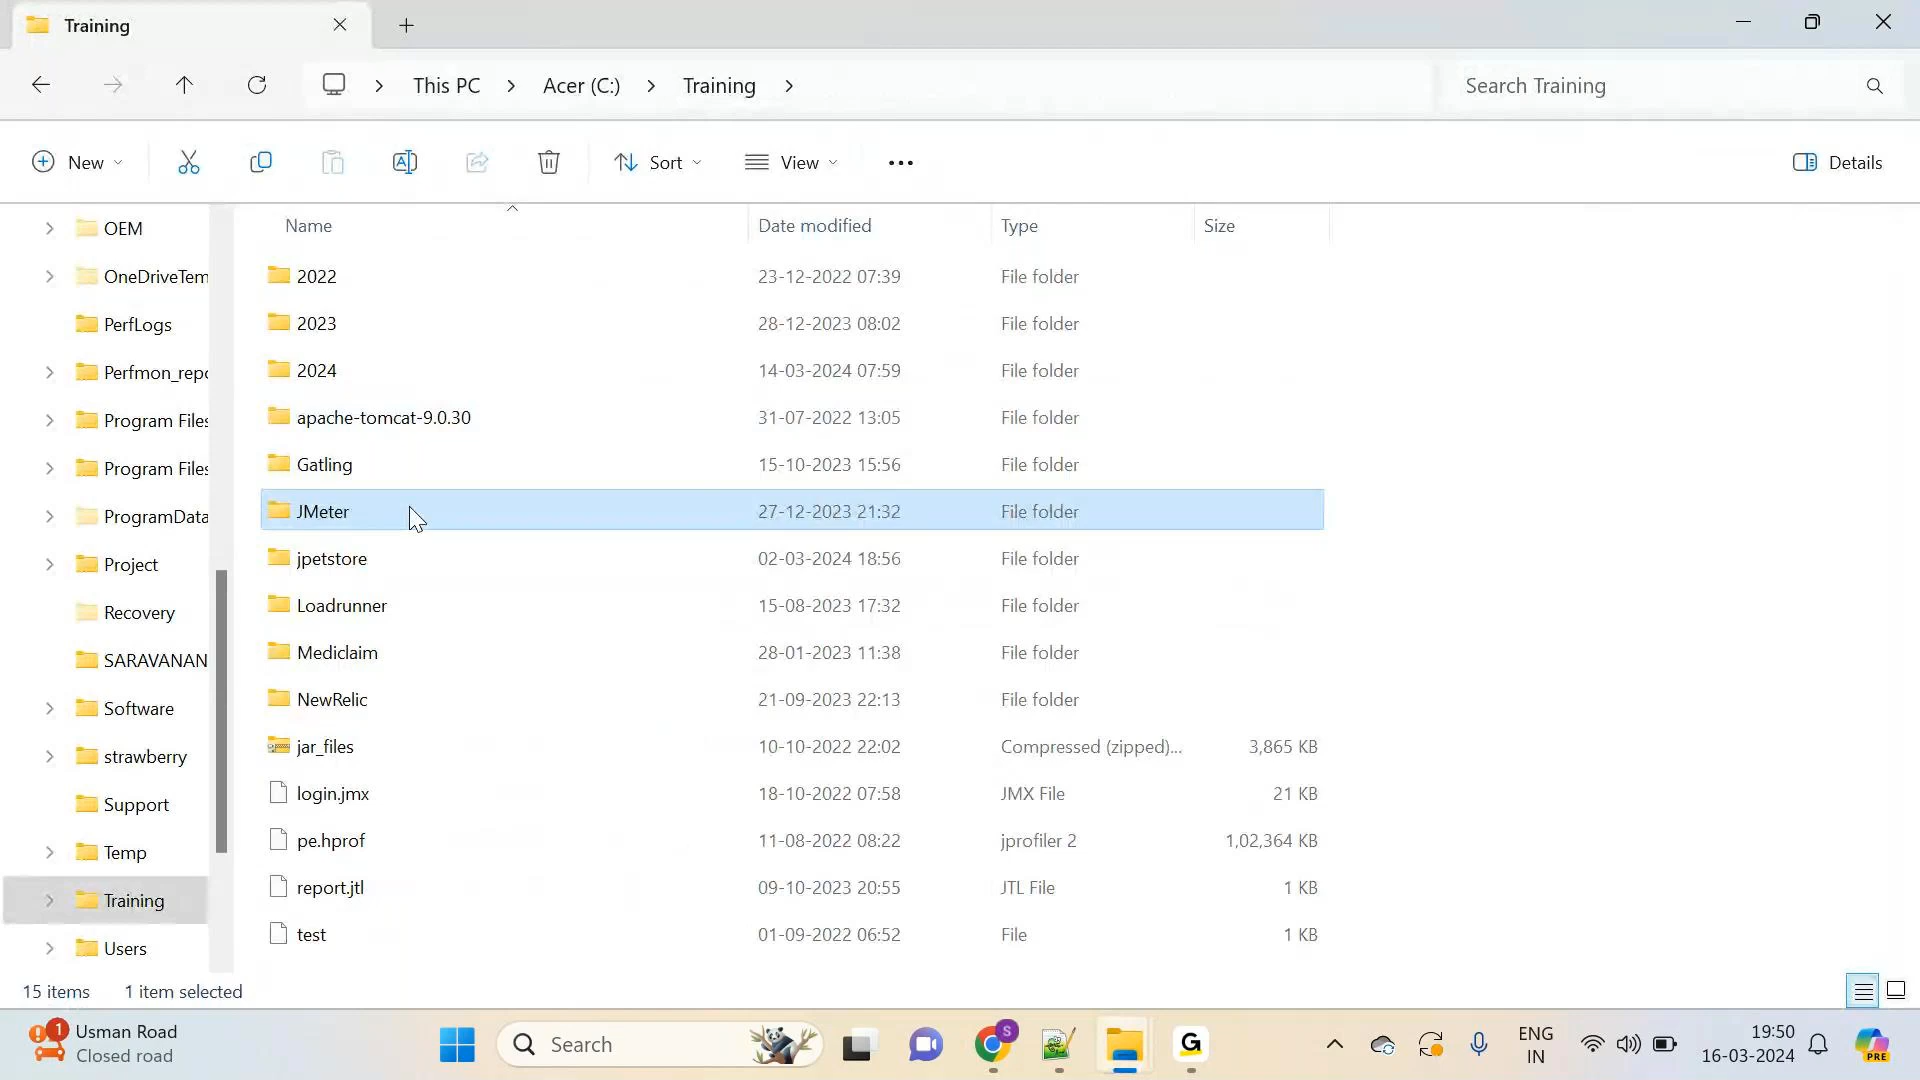 Training
This PC
Acer (C:)
Training
Search Training
New
Sort
View
Details
Name
Date modified
Type
Size
OEM
OneDriveTem
PerfLogs
Perfmon_repo
Program Files
Program Files
ProgramData
Project
Recovery
SARAVANAN
Software
strawberry
Support
Temp
Training
Users
2022 23-12-2022 07:39 File folder
2023 28-12-2023 08:02 File folder
2024 14-03-2024 07:59 File folder
apache-tomcat-9.0.30 31-07-2022 13:05 File folder
Gatling 15-10-2023 15:56 File folder
JMeter 27-12-2023 21:32 File folder
jpetstore 02-03-2024 18:56 File folder
Loadrunner 15-08-2023 17:32 File folder
Mediclaim 28-01-2023 11:38 File folder
NewRelic 21-09-2023 22:13 File folder
jar_files 10-10-2022 22:02 Compressed (zipped)... 3,865 KB
login.jmx 18-10-2022 07:58 JMX File 21 KB
pe.hprof 11-08-2022 08:22 jprofiler 2 1,02,364 KB
report.jtl 09-10-2023 20:55 JTL File 1 KB
test 01-09-2022 06:52 File 1 KB
15 items 1 item selected
1
Usman Road
Closed road
Search
S
G
ENG
IN
19:50
16-03-2024
PRE